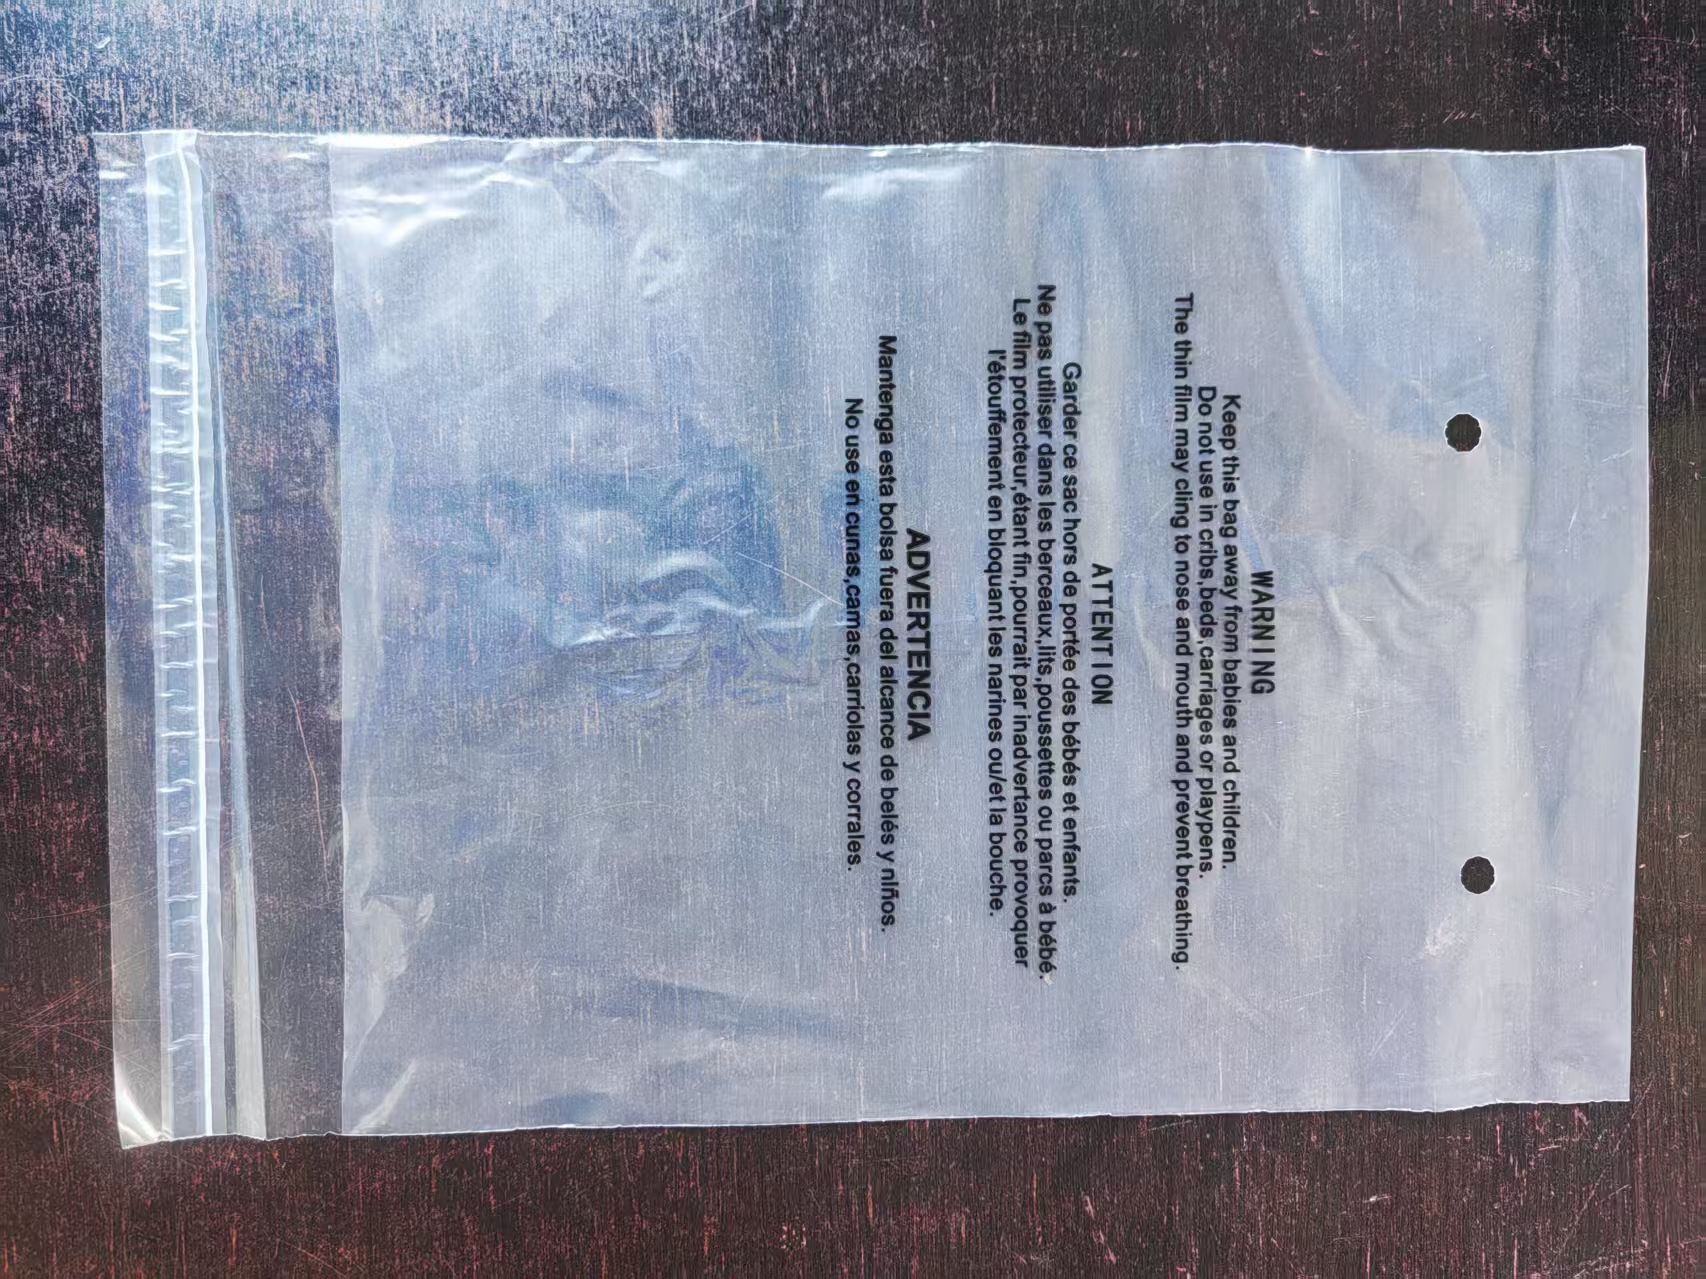 WARNING
Keep this bag away from babies and children.
Do not use in cribs,beds,carriages or playpens.
The thin film may cling to nose and mouth and prevent breathing.
ATTENTION
Garder ce sac hors de portée des bébés et enfants.
Ne pas utiliser dans les berceaux,lits,poussettes ou parcs à bébé.
Le film protecteur,étant fin,pourrait par inadvertance provoquer
l'étouffement en bloquant les narines ou/et la bouche.
ADVERTENCIA
Mantenga esta bolsa fuera del alcance de belés y niños.
No use en cunas,camas,carriolas y corrales.